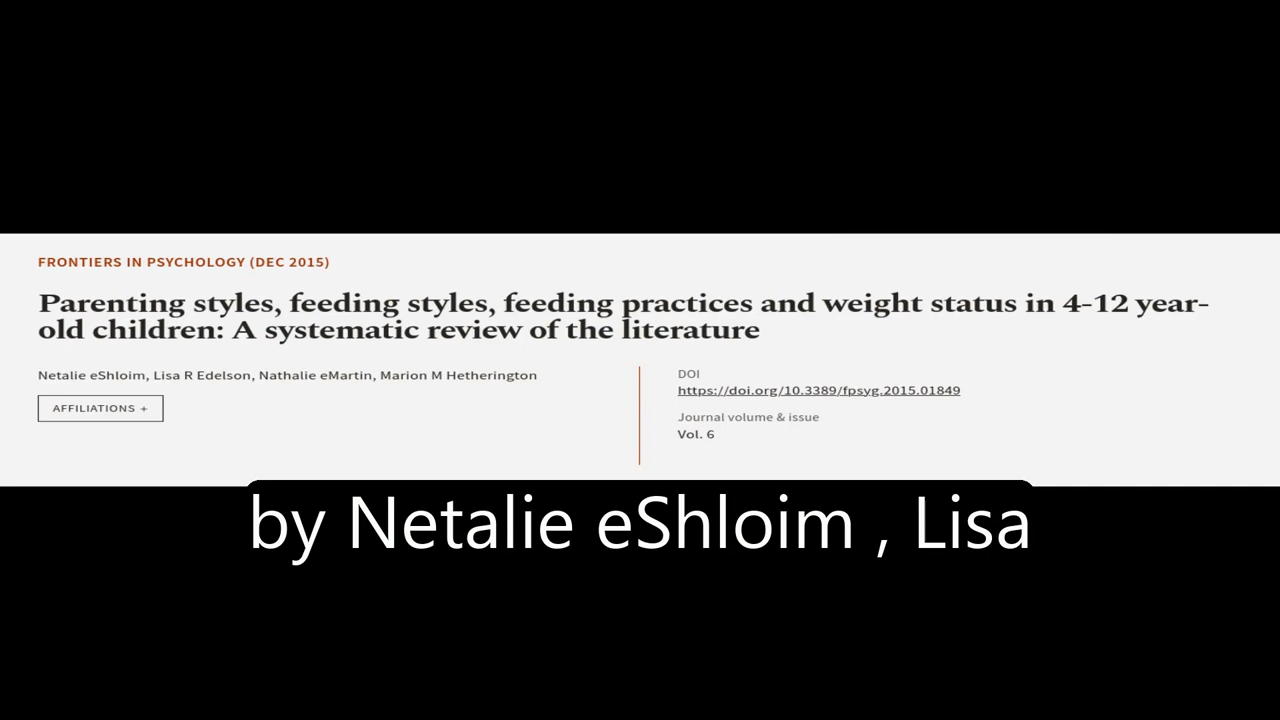 FRONTIERS IN PSYCHOLOGY (DEC 2015)
Parenting styles, feeding styles, feeding practices and weight status in 4-12 year-
old children: A systematic review of the literature
Netalie eShloim, Lisa R Edelson, Nathalie eMartin, Marion M Hetherington
AFFILIATIONS +
DOI
https://doi.org/10.3389/fpsyg.2015.01849
Journal volume & issue
Vol. 6
by Netalie eShloim , Lisa